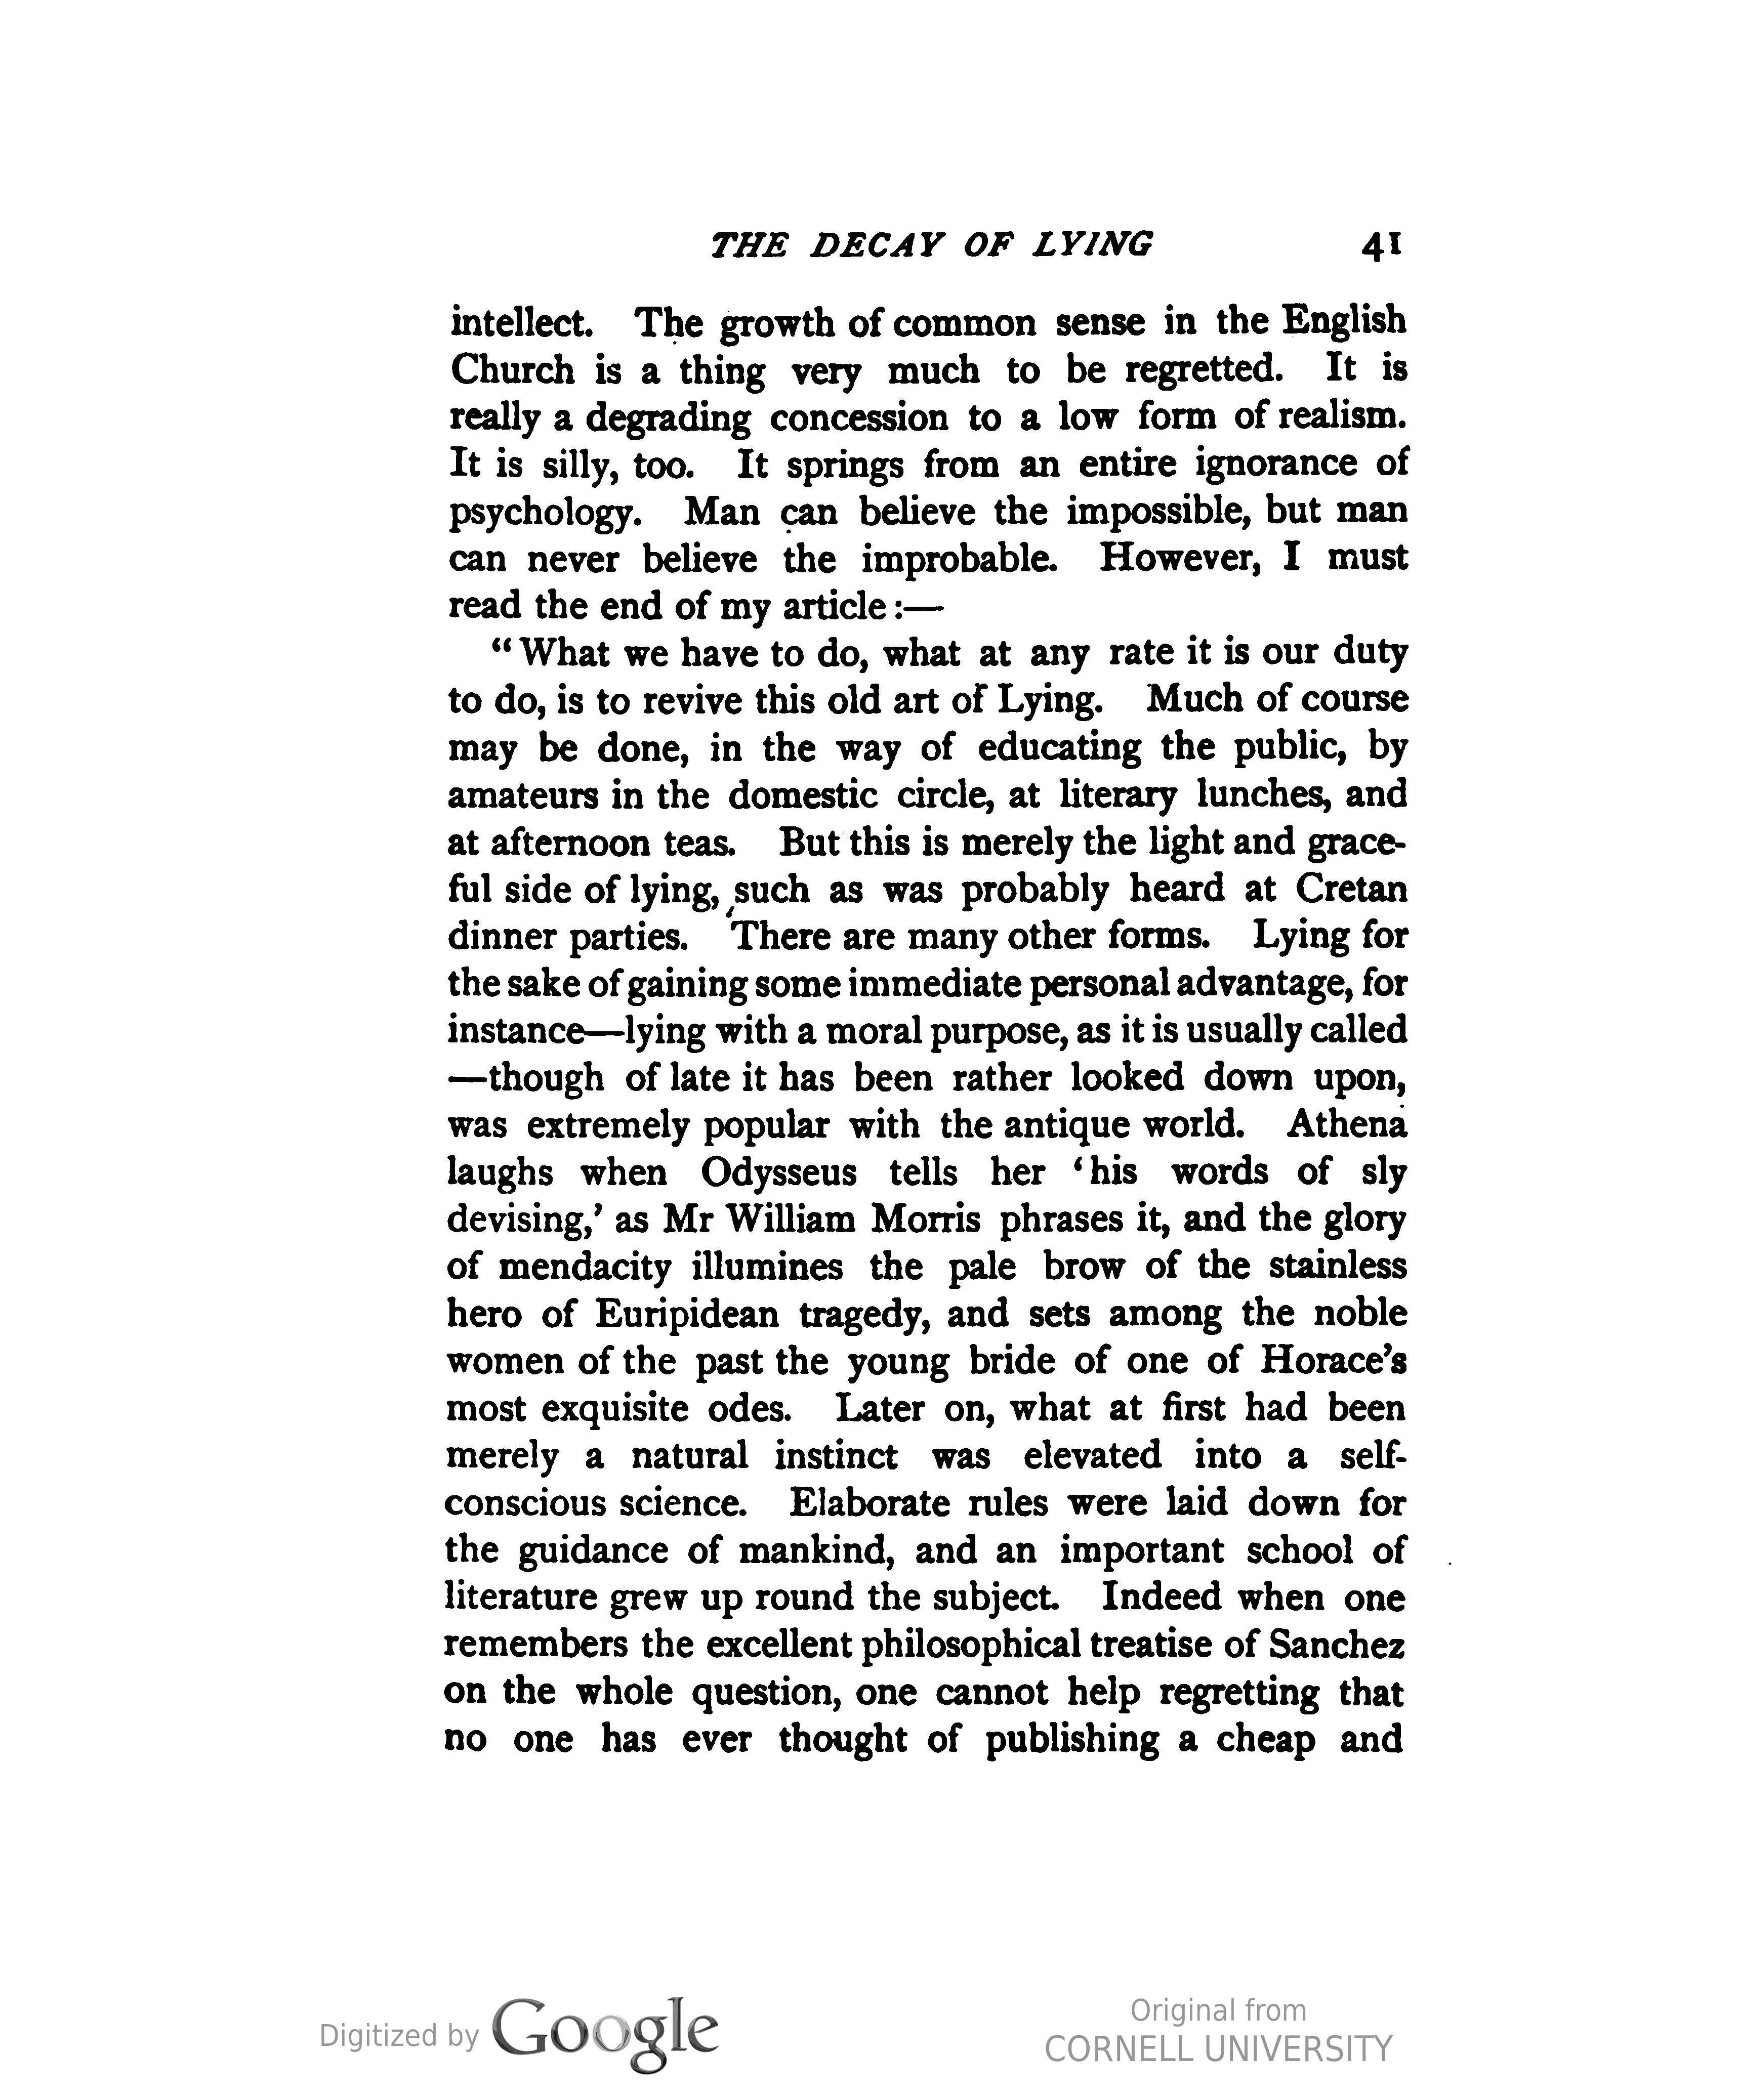 THE DECAY OF LYING 41
intellect. The growth of common sense in the English
Church is a thing very much to be regretted. It is
really a degrading concession to a low form of realism.
It is silly, too. It springs from an entire ignorance of
psychology. Man can believe the impossible, but man
can never believe the improbable. However, I must
read the end of my article:—
“What we have to do, what at any rate it is our duty
to do, is to revive this old art of Lying. Much of course
may be done, in the way of educating the public, by
amateurs in the domestic circle, at literary lunches, and
at afternoon teas. But this is merely the light and grace-
ful side of lying, such as was probably heard at Cretan
dinner parties. There are many other forms. Lying for
the sake of gaining some immediate personal advantage, for
instance—lying with a moral purpose, as it is usually called
—though of late it has been rather looked down upon,
was extremely popular with the antique world. Athena
laughs when Odysseus tells her ‘his words of sly
devising,’ as Mr William Morris phrases it, and the glory
of mendacity illumines the pale brow of the stainless
hero of Euripidean tragedy, and sets among the noble
women of the past the young bride of one of Horace’s
most exquisite odes. Later on, what at first had been
merely a natural instinct was elevated into a self-
conscious science. Elaborate rules were laid down for
the guidance of mankind, and an important school of
literature grew up round the subject. Indeed when one
remembers the excellent philosophical treatise of Sanchez
on the whole question, one cannot help regretting that
no one has ever thought of publishing a cheap and
Digitized by Google
Original from
CORNELL UNIVERSITY